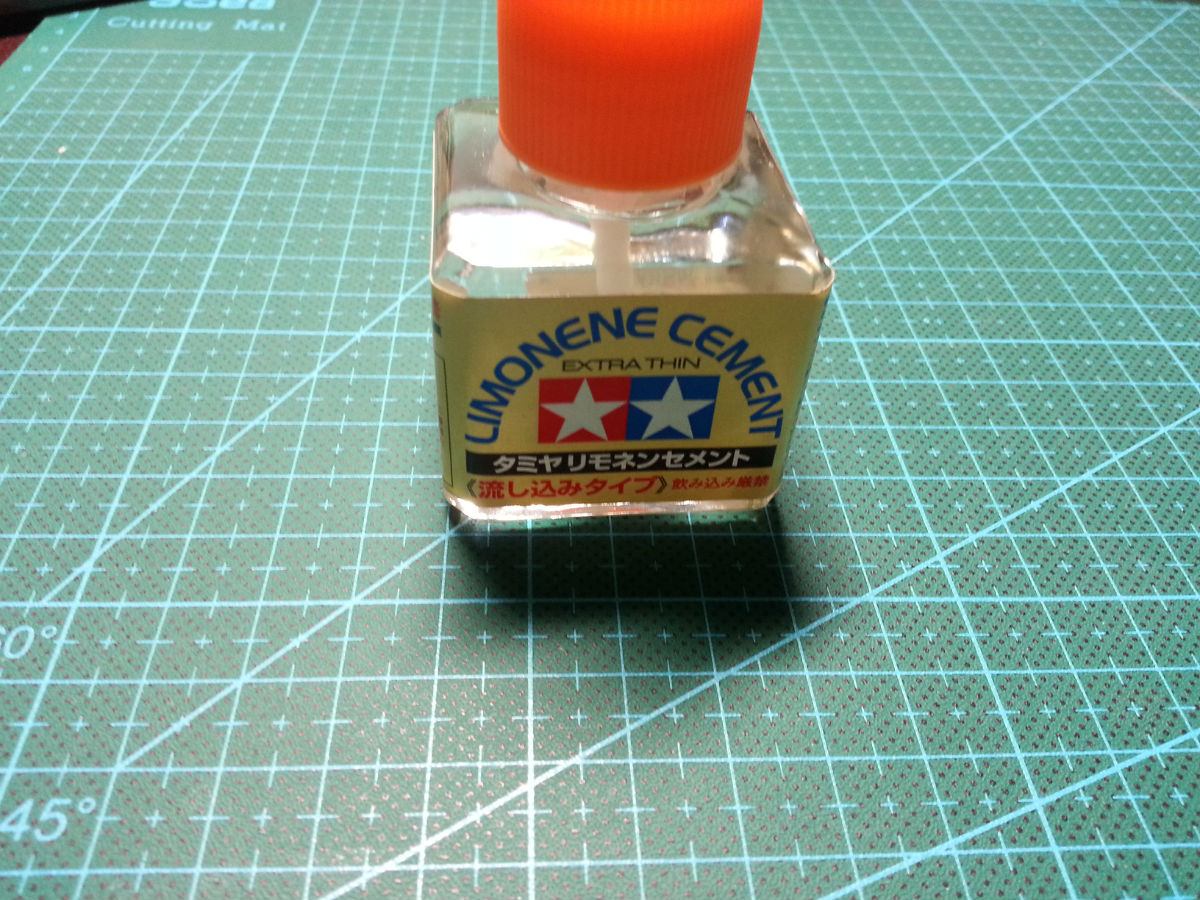 Cutting Mat
LIMONENE CEMENT
EXTRA THIN
タミヤリモネンセメント
《流し込みタイプ》飲み込み厳禁
60°
45°